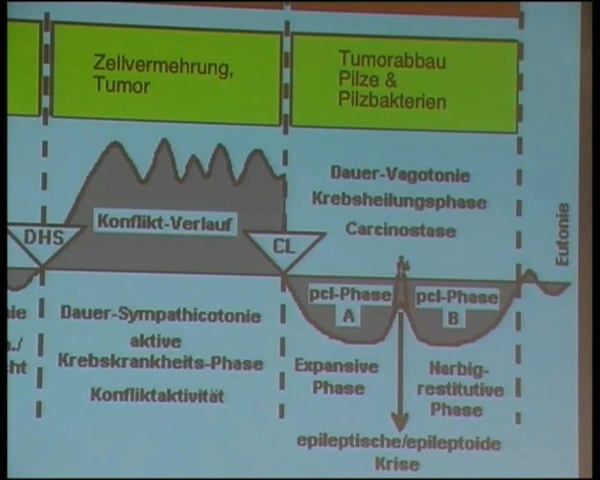 Zellvermehrung,
Tumor
Tumorabbau
Pilze &
Pilzbakterien
Dauer-Vagotonie
Krebsheilungsphase
Carcinostase
DHS
Konflikt-Verlauf
CL
Eutonie
pcl-Phase
A
pcl-Phase
B
Dauer-Sympathicotonie
aktive
Krebskrankheits-Phase
Konfliktaktivität
Expansive
Phase
Narbig-
restitutive
Phase
epileptische/epileptoide
Krise